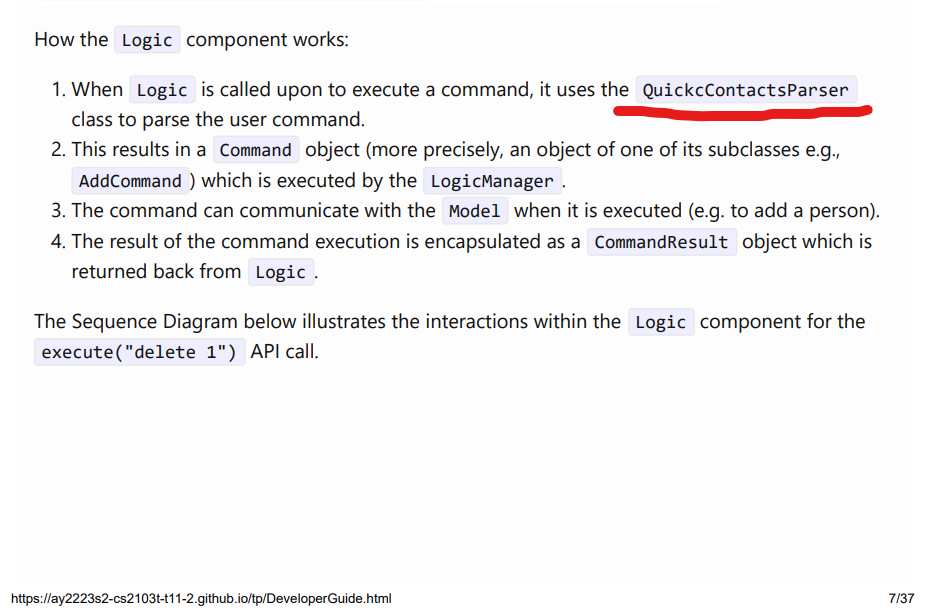 How the Logic component works:
1. When Logic is called upon to execute a command, it uses the QuickcContactsParser
class to parse the user command.
2. This results in a Command object (more precisely, an object of one of its subclasses e.g.,
AddCommand ) which is executed by the LogicManager .
3. The command can communicate with the Model when it is executed (e.g. to add a person).
4. The result of the command execution is encapsulated as a CommandResult object which is
returned back from Logic .
The Sequence Diagram below illustrates the interactions within the Logic component for the
execute("delete 1") API call.
https://ay2223s2-cs2103t-t11-2.github.io/tp/DeveloperGuide.html 7/37